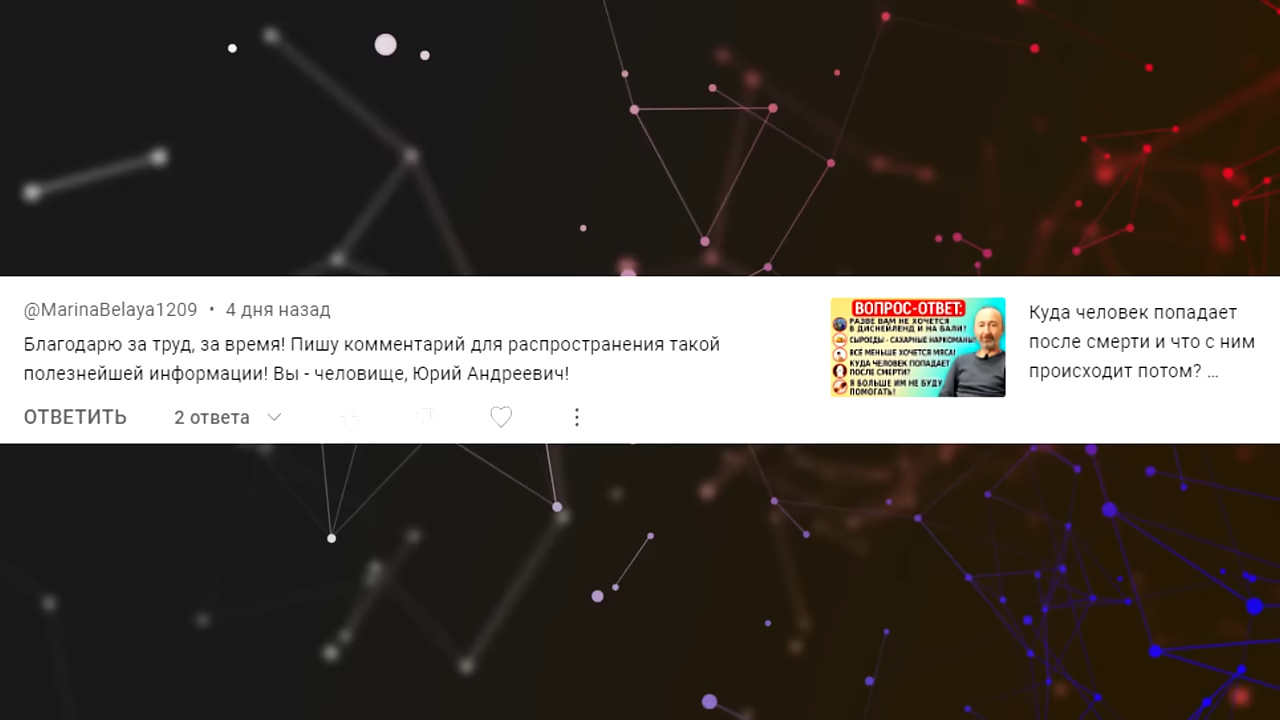 @MarinaBelaya1209 • 4 дня назад
Благодарю за труд, за время! Пишу комментарий для распространения такой
полезнейшей информации! Вы - человище, Юрий Андреевич!
ОТВЕТИТЬ 2 ответа
ВОПРОС-ОТВЕТ:
РАЗВЕ ВАМ НЕ ХОЧЕТСЯ
В ДИСНЕЙЛЕНД И НА БАЛИ?
СЫРОЕДЫ - САХАРНЫЕ НАРКОМАНЫ?
ВСЁ МЕНЬШЕ ХОЧЕТСЯ МЯСА!
КУДА ЧЕЛОВЕК ПОПАДАЕТ
ПОСЛЕ СМЕРТИ?
Я БОЛЬШЕ ИМ НЕ БУДУ
ПОМОГАТЬ!
Куда человек попадает
после смерти и что с ним
происходит потом? ...